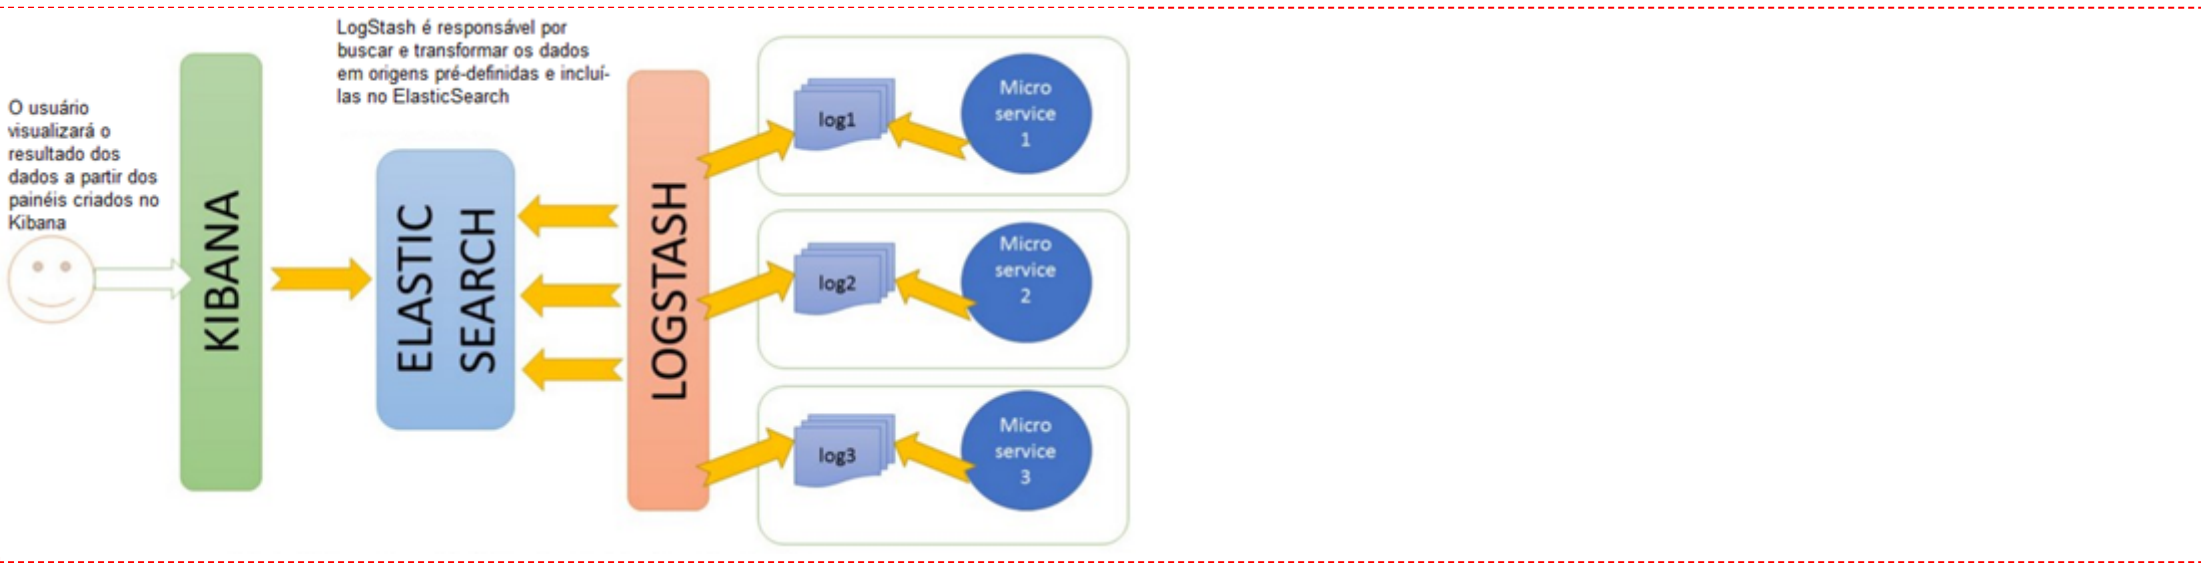 LogStash é responsável por
buscar e transformar os dados
em origens pré-definidas e incluí-
las no ElasticSearch
O usuário
visualizará o
resultado dos
dados a partir dos
painéis criados no
Kibana
KIBANA
ELASTIC
SEARCH
LOGSTASH
log1
Micro
service
1
log2
Micro
service
2
log3
Micro
service
3